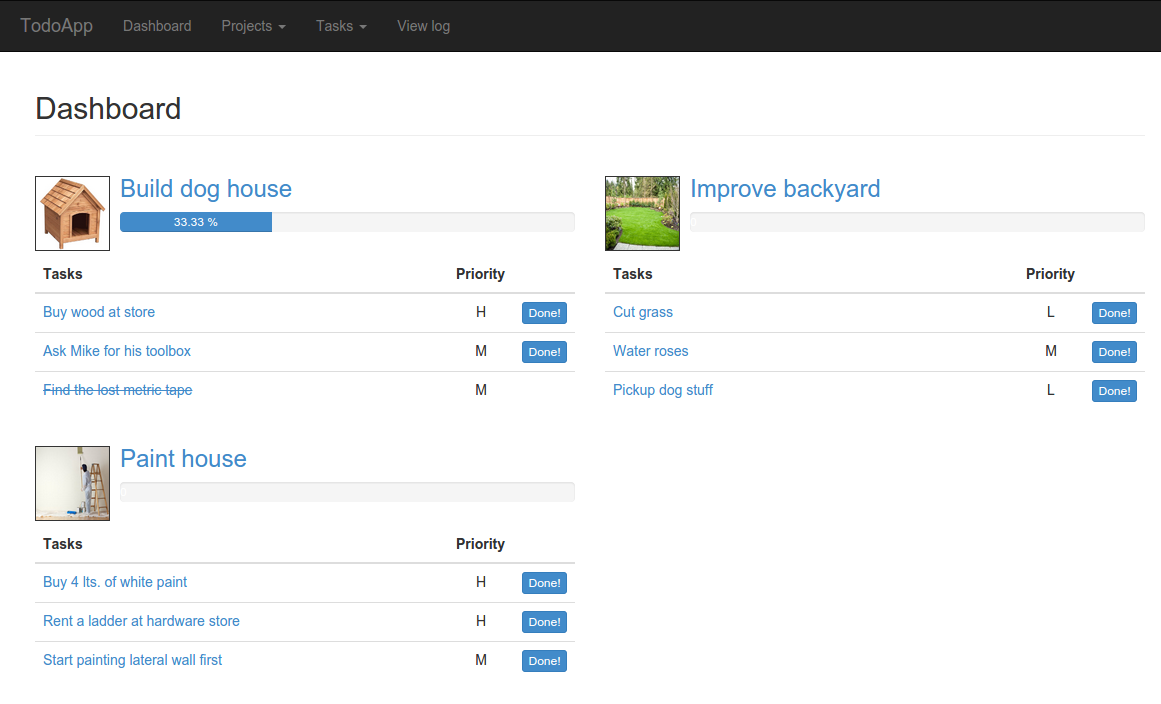 TodoApp Dashboard Projects Tasks View log
Dashboard
Build dog house
33.33 %
Tasks Priority
Buy wood at store H Done!
Ask Mike for his toolbox M Done!
Find the lost metric tape M
Improve backyard
Tasks Priority
Cut grass L Done!
Water roses M Done!
Pickup dog stuff L Done!
Paint house
Tasks Priority
Buy 4 lts. of white paint H Done!
Rent a ladder at hardware store H Done!
Start painting lateral wall first M Done!